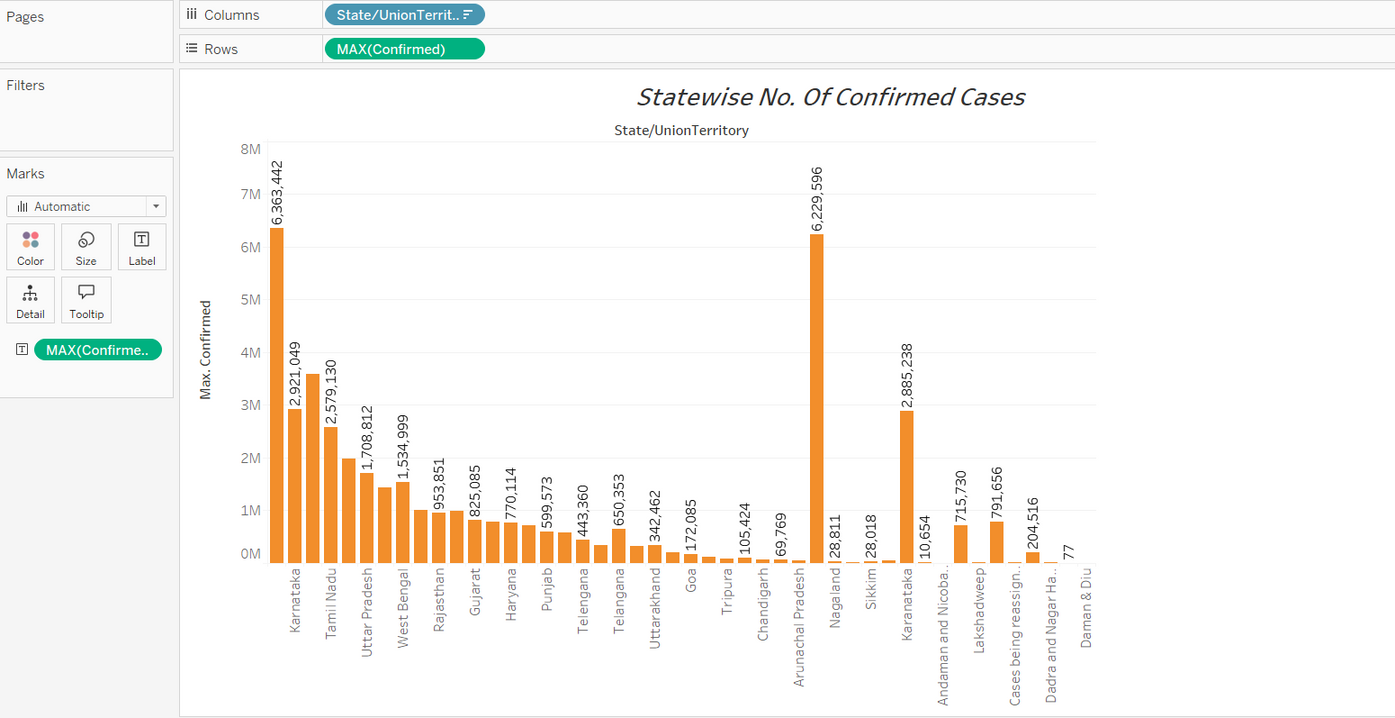 Pages
Columns
State/UnionTerrit..
Rows
MAX(Confirmed)
Filters
Marks
Automatic
Color
Size
Label
Detail
Tooltip
MAX(Confirme..
Statewise No. Of Confirmed Cases
State/UnionTerritory
Max. Confirmed
8M
7M
6M
5M
4M
3M
2M
1M
0M
6,363,442
2,921,049
2,579,130
1,708,812
1,534,999
953,851
825,085
770,114
599,573
443,360
650,353
342,462
172,085
105,424
69,769
6,229,596
28,811
28,018
2,885,238
10,654
715,730
791,656
204,516
77
Karnataka
Tamil Nadu
Uttar Pradesh
West Bengal
Rajasthan
Gujarat
Haryana
Punjab
Telengana
Telangana
Uttarakhand
Goa
Tripura
Chandigarh
Arunachal Pradesh
Nagaland
Sikkim
Karanataka
Andaman and Nicoba..
Lakshadweep
Cases being reassign..
Dadra and Nagar Ha..
Daman & Diu